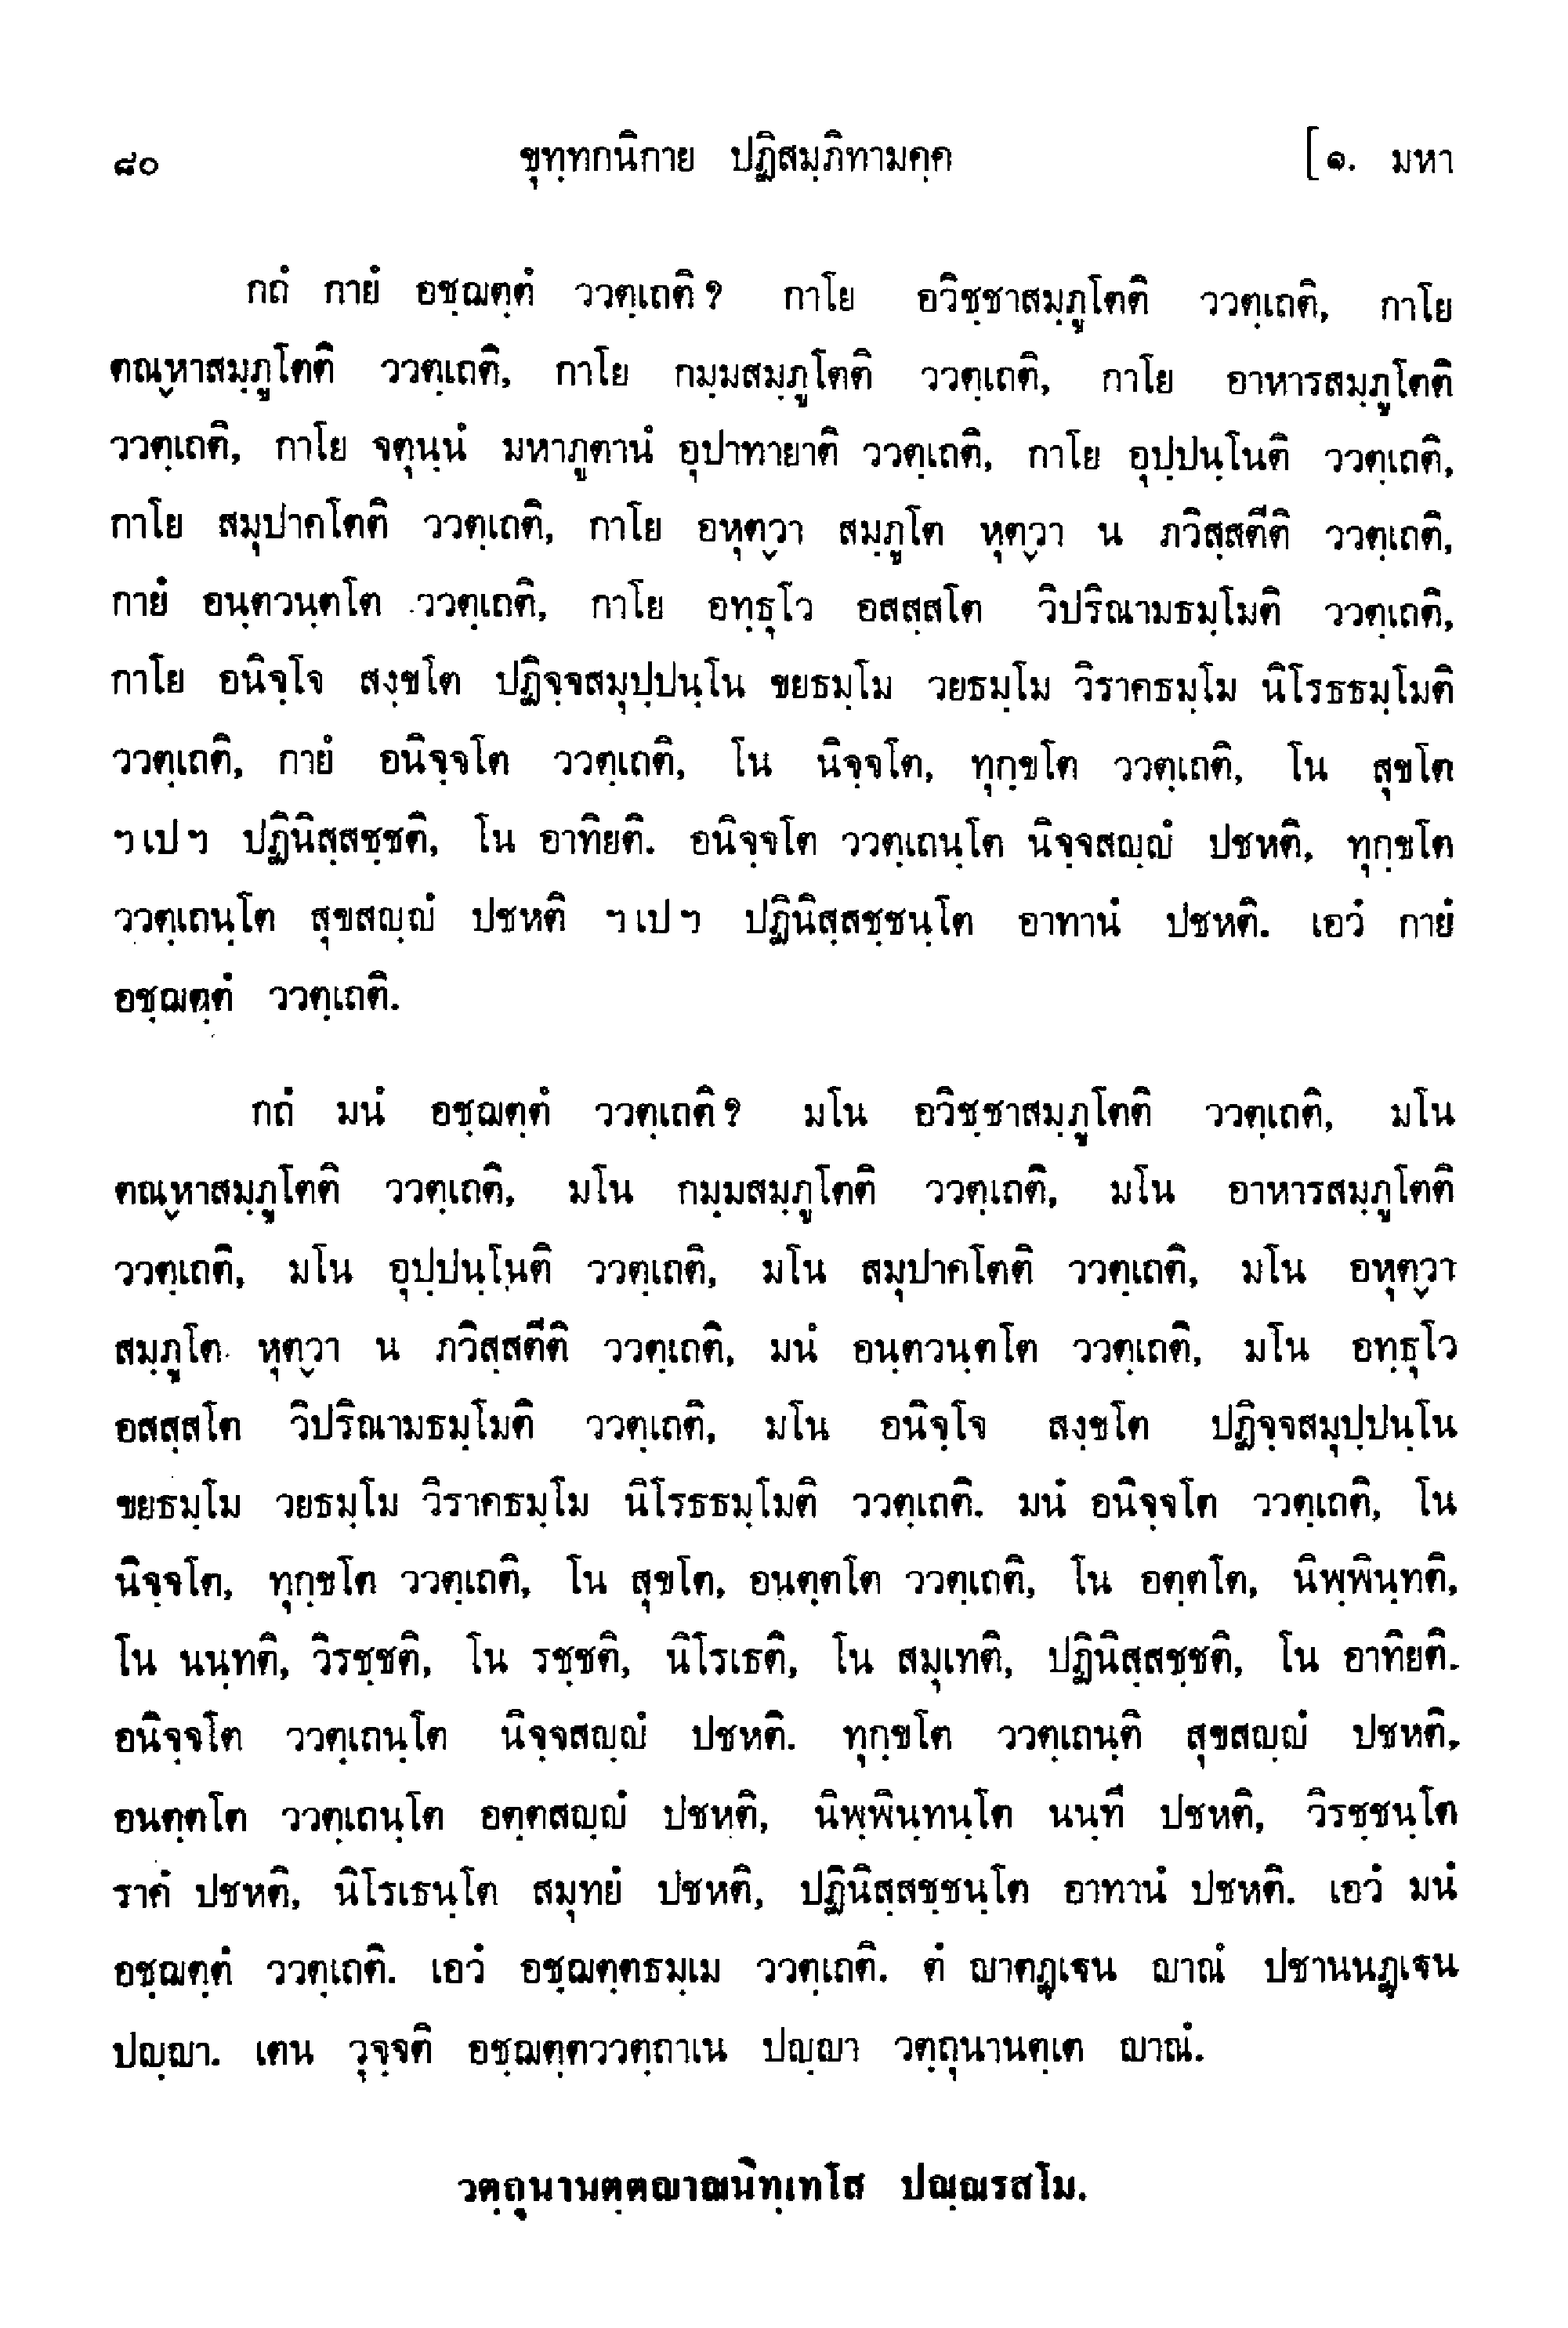 ๘๐ ขุทฺทกนิกาย ปฏิสมฺภิทามคฺค [๑. มหา
กถํ กายํ อชฺฌตฺตํ ววตฺเถติ? กาโย อวิชฺชาสมฺภูโตติ ววตฺเถติ, กาโย
ตณฺหาสมฺภูโตติ ววตฺเถติ, กาโย กมฺมสมฺภูโตติ ววตฺเถติ, กาโย อาหารสมฺภูโตติ
ววตฺเถติ, กาโย จตุนฺนํ มหาภูตานํ อุปาทายาติ ววตฺเถติ, กาโย อุปฺปนฺโนติ ววตฺเถติ,
กาโย สมุปาคโตติ ววตฺเถติ, กาโย อหุตฺวา สมฺภูโต หุตฺวา น ภวิสฺสตีติ ววตฺเถติ,
กายํ อนฺตวนฺตโต ววตฺเถติ, กาโย อทฺธุโว อสสฺสโต วิปริณามธมฺโมติ ววตฺเถติ,
กาโย อนิจฺโจ สงฺขโต ปฏิจฺจสมุปฺปนฺโน ขยธมฺโม วยธมฺโม วิราคธมฺโม นิโรธธมฺโมติ
ววตฺเถติ, กายํ อนิจฺจโต ววตฺเถติ, โน นิจฺจโต, ทุกฺขโต ววตฺเถติ, โน สุขโต
ฯเปฯ ปฏินิสฺสชฺชติ, โน อาทิยติ. อนิจฺจโต ววตฺเถนฺโต นิจฺจสญฺญํ ปชหติ, ทุกฺขโต
ววตฺเถนฺโต สุขสญฺญํ ปชหติ ฯเปฯ ปฏินิสฺสชฺชนฺโต อาทานํ ปชหติ. เอวํ กายํ
อชฺฌตฺตํ ววตฺเถติ.
กถํ มนํ อชฺฌตฺตํ ววตฺเถติ? มโน อวิชฺชาสมฺภูโตติ ววตฺเถติ, มโน
ตณฺหาสมฺภูโตติ ววตฺเถติ, มโน กมฺมสมฺภูโตติ ววตฺเถติ, มโน อาหารสมฺภูโตติ
ววตฺเถติ, มโน อุปฺปนฺโนติ ววตฺเถติ, มโน สมุปาคโตติ ววตฺเถติ, มโน อหุตฺวา
สมฺภูโต หุตฺวา น ภวิสฺสตีติ ววตฺเถติ, มนํ อนฺตวนฺตโต ววตฺเถติ, มโน อทฺธุโว
อสสฺสโต วิปริณามธมฺโมติ ววตฺเถติ, มโน อนิจฺโจ สงฺขโต ปฏิจฺจสมุปฺปนฺโน
ขยธมฺโม วยธมฺโม วิราคธมฺโม นิโรธธมฺโมติ ววตฺเถติ. มนํ อนิจฺจโต ววตฺเถติ, โน
นิจฺจโต, ทุกฺขโต ววตฺเถติ, โน สุขโต, อนตฺตโต ววตฺเถติ, โน อตฺตโต, นิพฺพินฺทติ,
โน นนฺทติ, วิรชฺชติ, โน รชฺชติ, นิโรเธติ, โน สมุเทติ, ปฏินิสฺสชฺชติ, โน อาทิยติ.
อนิจฺจโต ววตฺเถนฺโต นิจฺจสญฺญํ ปชหติ. ทุกฺขโต ววตฺเถนฺติ สุขสญฺญํ ปชหติ,
อนตฺตโต ววตฺเถนฺโต อตฺตสญฺญํ ปชหติ, นิพฺพินฺทนฺโต นนฺทึ ปชหติ, วิรชฺชนฺโต
ราคํ ปชหติ, นิโรเธนฺโต สมุทยํ ปชหติ, ปฏินิสฺสชฺชนฺโต อาทานํ ปชหติ. เอวํ มนํ
อชฺฌตฺตํ ววตฺเถติ. เอวํ อชฺฌตฺตธมฺเม ววตฺเถติ. ตํ ญาตฏฺเฐน ญาณํ ปชานนฏฺเฐน
ปญฺญา. เตน วุจฺจติ อชฺฌตฺตววตฺถาเน ปญฺญา วตฺถุนานตฺเต ญาณํ.
วตฺถุนานตฺตญาณนิทฺเทโส ปณฺณรสโม.